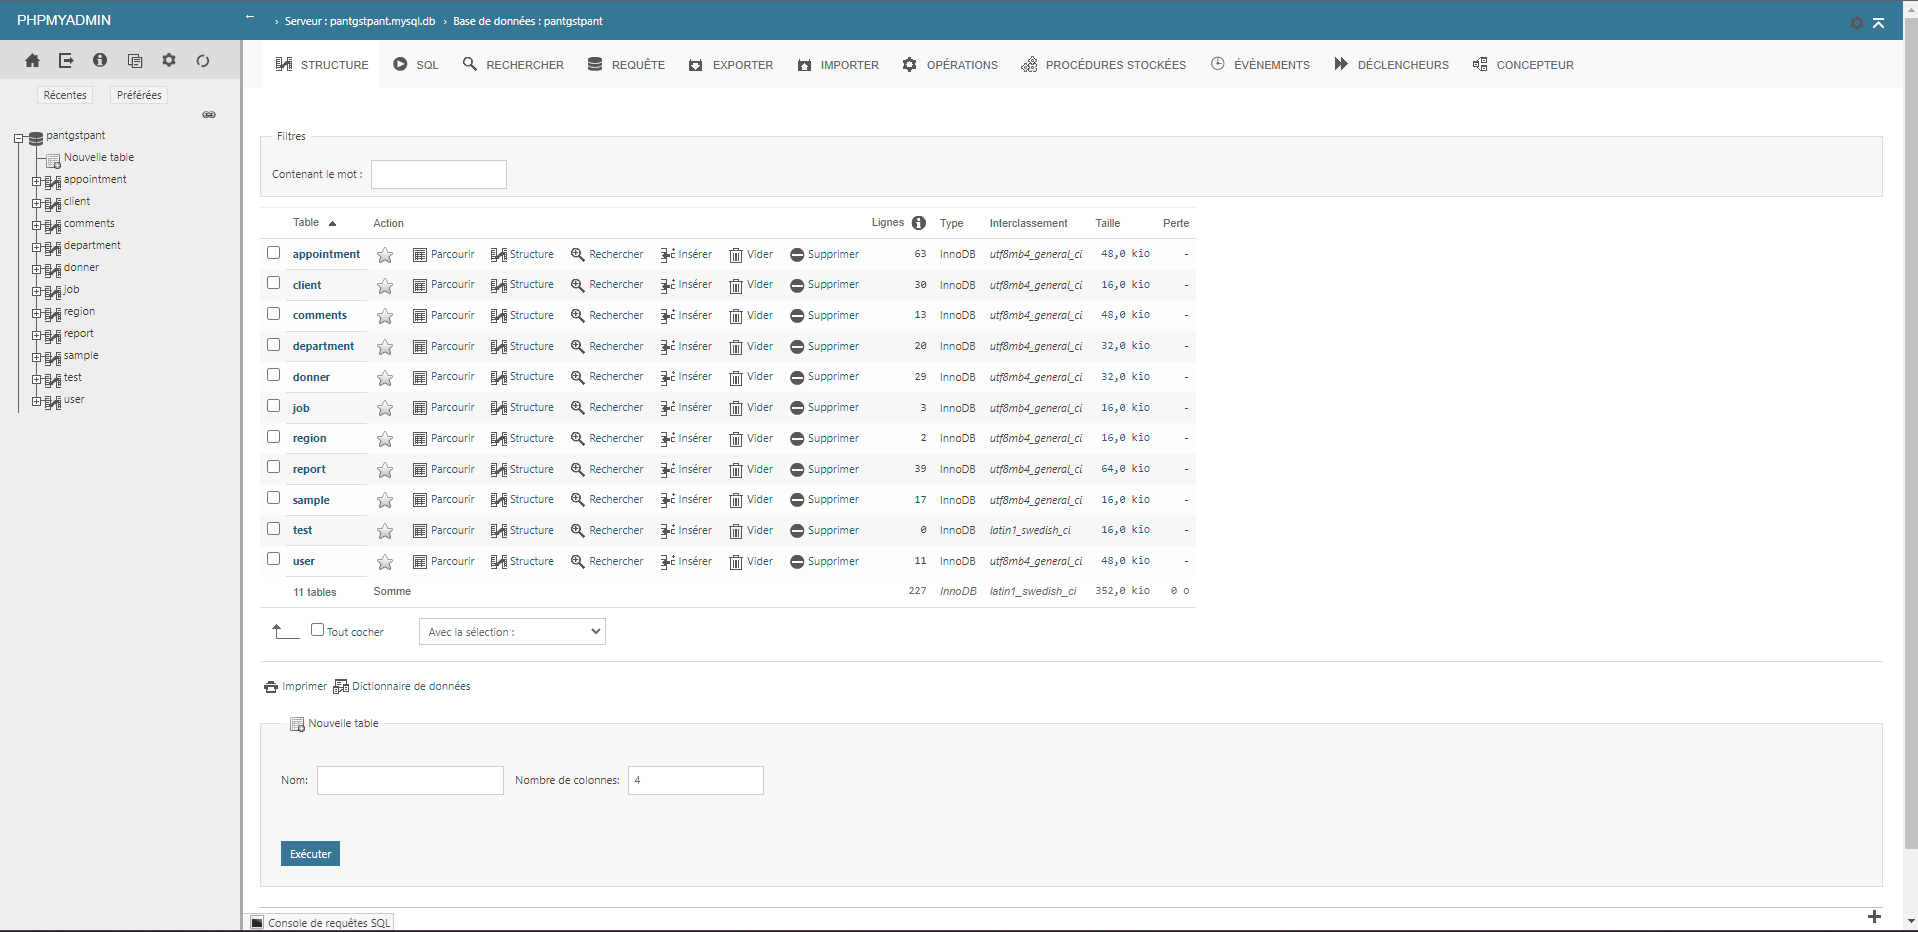 PHPMYADMIN
← › Serveur : pantgstpant.mysql.db › Base de données : pantgstpant
Récentes Préférées
pantgstpant
Nouvelle table
appointment
client
comments
department
donner
job
region
report
sample
test
user
STRUCTURE SQL RECHERCHER REQUÊTE EXPORTER IMPORTER OPÉRATIONS PROCÉDURES STOCKÉES ÉVÈNEMENTS DÉCLENCHEURS CONCEPTEUR
Filtres
Contenant le mot :
Table Action Lignes Type Interclassement Taille Perte
appointment Parcourir Structure Rechercher Insérer Vider Supprimer 63 InnoDB utf8mb4_general_ci 48,0 kio -
client Parcourir Structure Rechercher Insérer Vider Supprimer 30 InnoDB utf8mb4_general_ci 16,0 kio -
comments Parcourir Structure Rechercher Insérer Vider Supprimer 13 InnoDB utf8mb4_general_ci 48,0 kio -
department Parcourir Structure Rechercher Insérer Vider Supprimer 20 InnoDB utf8mb4_general_ci 32,0 kio -
donner Parcourir Structure Rechercher Insérer Vider Supprimer 29 InnoDB utf8mb4_general_ci 32,0 kio -
job Parcourir Structure Rechercher Insérer Vider Supprimer 3 InnoDB utf8mb4_general_ci 16,0 kio -
region Parcourir Structure Rechercher Insérer Vider Supprimer 2 InnoDB utf8mb4_general_ci 16,0 kio -
report Parcourir Structure Rechercher Insérer Vider Supprimer 39 InnoDB utf8mb4_general_ci 64,0 kio -
sample Parcourir Structure Rechercher Insérer Vider Supprimer 17 InnoDB utf8mb4_general_ci 16,0 kio -
test Parcourir Structure Rechercher Insérer Vider Supprimer 0 InnoDB latin1_swedish_ci 16,0 kio -
user Parcourir Structure Rechercher Insérer Vider Supprimer 11 InnoDB utf8mb4_general_ci 48,0 kio -
11 tables Somme 227 InnoDB latin1_swedish_ci 352,0 kio 0 o
Tout cocher Avec la sélection :
Imprimer Dictionnaire de données
Nouvelle table
Nom: Nombre de colonnes: 4
Exécuter
Console de requêtes SQL